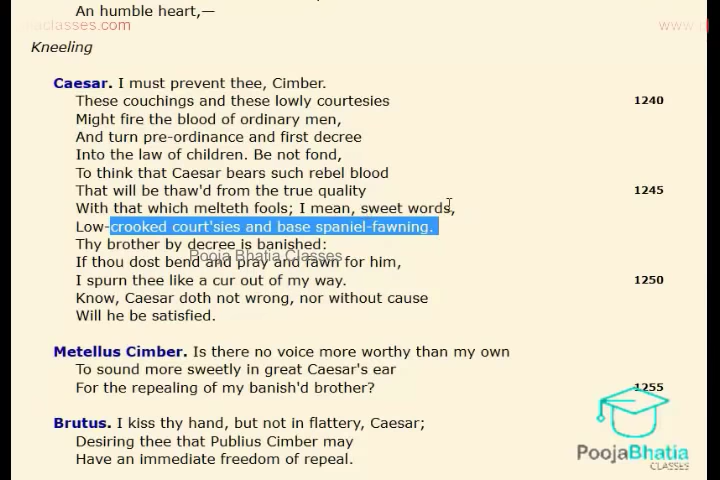 An humble heart,—
aclasses.com
www.
Kneeling
Caesar. I must prevent thee, Cimber.
These couchings and these lowly courtesies 1240
Might fire the blood of ordinary men,
And turn pre-ordinance and first decree
Into the law of children. Be not fond,
To think that Caesar bears such rebel blood
That will be thaw'd from the true quality 1245
With that which melteth fools; I mean, sweet words,
Low-crooked court'sies and base spaniel-fawning.
Thy brother by decree is banished:
Pooja Bhatia Classes
If thou dost bend and pray and fawn for him,
I spurn thee like a cur out of my way. 1250
Know, Caesar doth not wrong, nor without cause
Will he be satisfied.
Metellus Cimber. Is there no voice more worthy than my own
To sound more sweetly in great Caesar's ear
For the repealing of my banish'd brother? 1255
Brutus. I kiss thy hand, but not in flattery, Caesar;
Desiring thee that Publius Cimber may
Have an immediate freedom of repeal.
PoojaBhatia
CLASSES